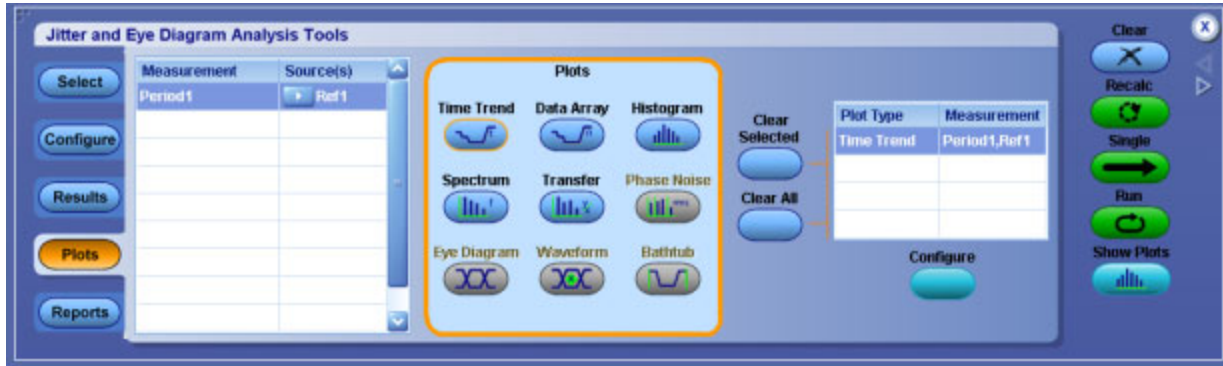 Jitter and Eye Diagram Analysis Tools
Select
Configure
Results
Plots
Reports
Measurement Source(s)
Period1 Ref1
Plots
Time Trend Data Array Histogram
Spectrum Transfer Phase Noise
Eye Diagram Waveform Bathtub
Clear
Selected
Clear All
Plot Type Measurement
Time Trend Period1,Ref1
Configure
Clear
X
Recalc
Single
Run
Show Plots